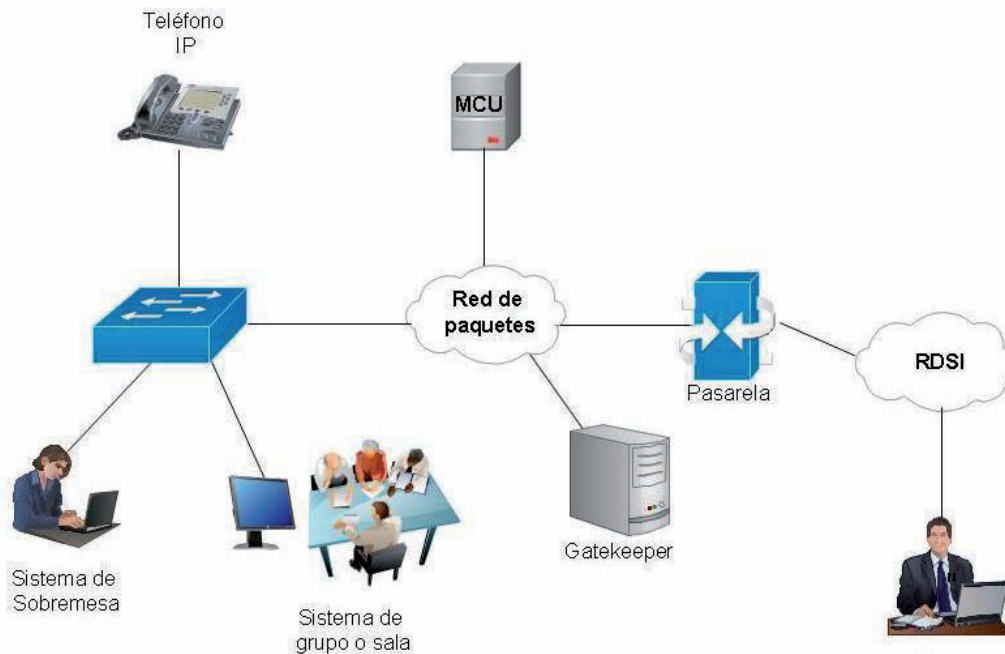 Teléfono
IP
MCU
Red de
paquetes
Pasarela
RDSI
Gatekeeper
Sistema de
Sobremesa
Sistema de
grupo o sala